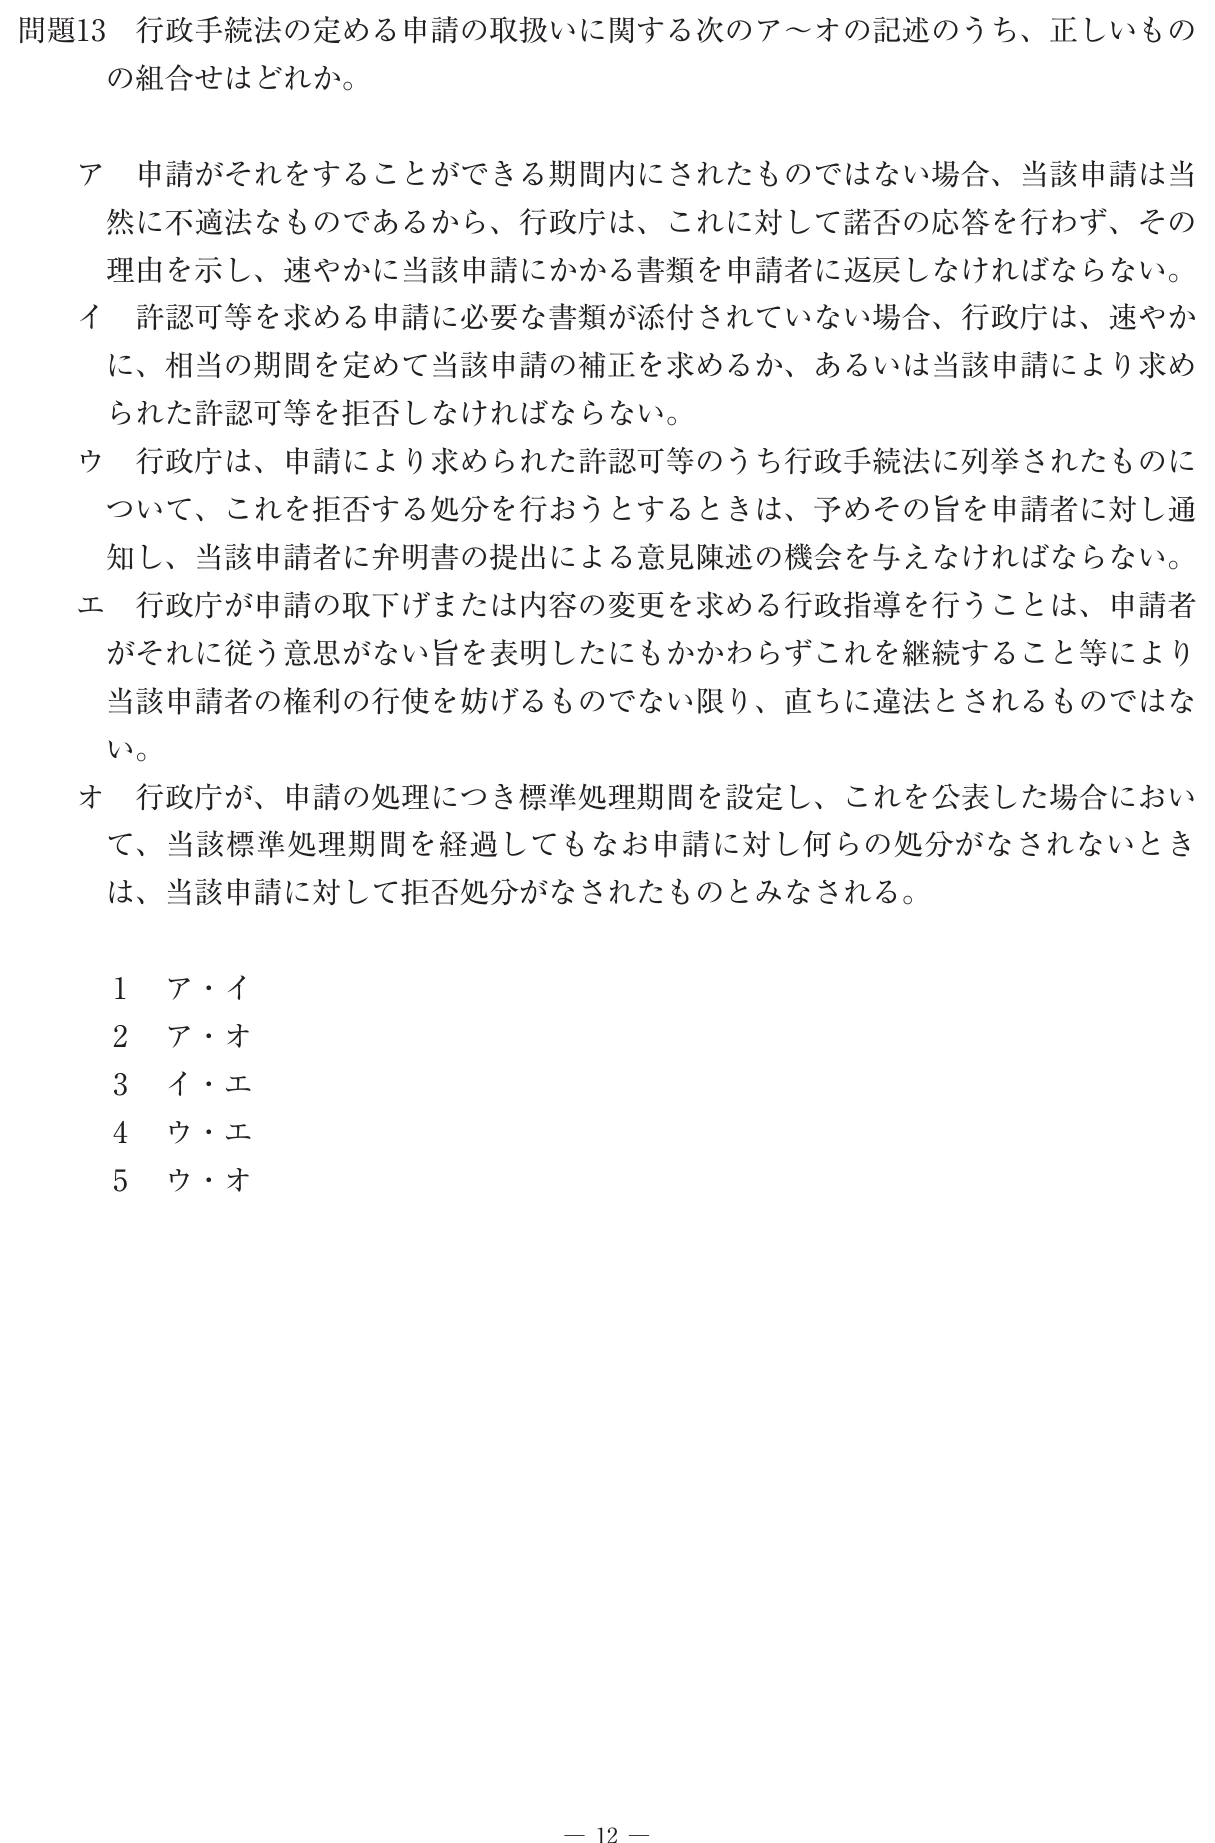 問題13　行政手続法の定める申請の取扱いに関する次のア～オの記述のうち、正しいもの
の組合せはどれか。
ア　申請がそれをすることができる期間内にされたものではない場合、当該申請は当
然に不適法なものであるから、行政庁は、これに対して諾否の応答を行わず、その
理由を示し、速やかに当該申請にかかる書類を申請者に返戻しなければならない。
イ　許認可等を求める申請に必要な書類が添付されていない場合、行政庁は、速やか
に、相当の期間を定めて当該申請の補正を求めるか、あるいは当該申請により求め
られた許認可等を拒否しなければならない。
ウ　行政庁は、申請により求められた許認可等のうち行政手続法に列挙されたものに
ついて、これを拒否する処分を行おうとするときは、予めその旨を申請者に対し通
知し、当該申請者に弁明書の提出による意見陳述の機会を与えなければならない。
エ　行政庁が申請の取下げまたは内容の変更を求める行政指導を行うことは、申請者
がそれに従う意思がない旨を表明したにもかかわらずこれを継続すること等により
当該申請者の権利の行使を妨げるものでない限り、直ちに違法とされるものではな
い。
オ　行政庁が、申請の処理につき標準処理期間を設定し、これを公表した場合におい
て、当該標準処理期間を経過してもなお申請に対し何らの処分がなされないとき
は、当該申請に対して拒否処分がなされたものとみなされる。
1　ア・イ
2　ア・オ
3　イ・エ
4　ウ・エ
5　ウ・オ
― 12 ―